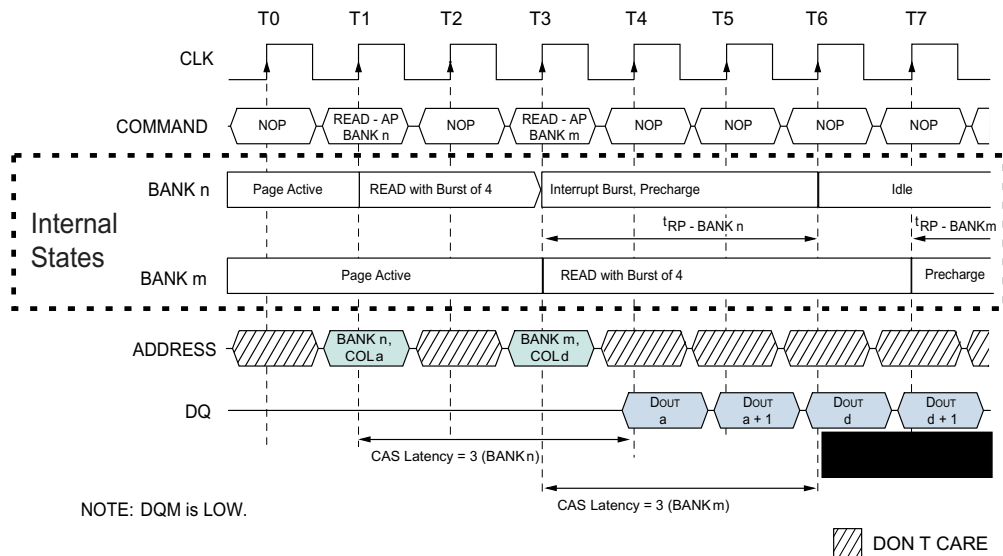 T0 T1 T2 T3 T4 T5 T6 T7
CLK
COMMAND NOP READ - AP BANK n NOP READ - AP BANK m NOP NOP NOP NOP
Internal States
BANK n Page Active READ with Burst of 4 Interrupt Burst, Precharge Idle
tRP - BANK n tRP - BANK m
BANK m Page Active READ with Burst of 4 Precharge
ADDRESS BANK n, COL a BANK m, COL d
DQ DOUT a DOUT a + 1 DOUT d DOUT d + 1
CAS Latency = 3 (BANK n)
CAS Latency = 3 (BANK m)
NOTE: DQM is LOW.
DON T CARE